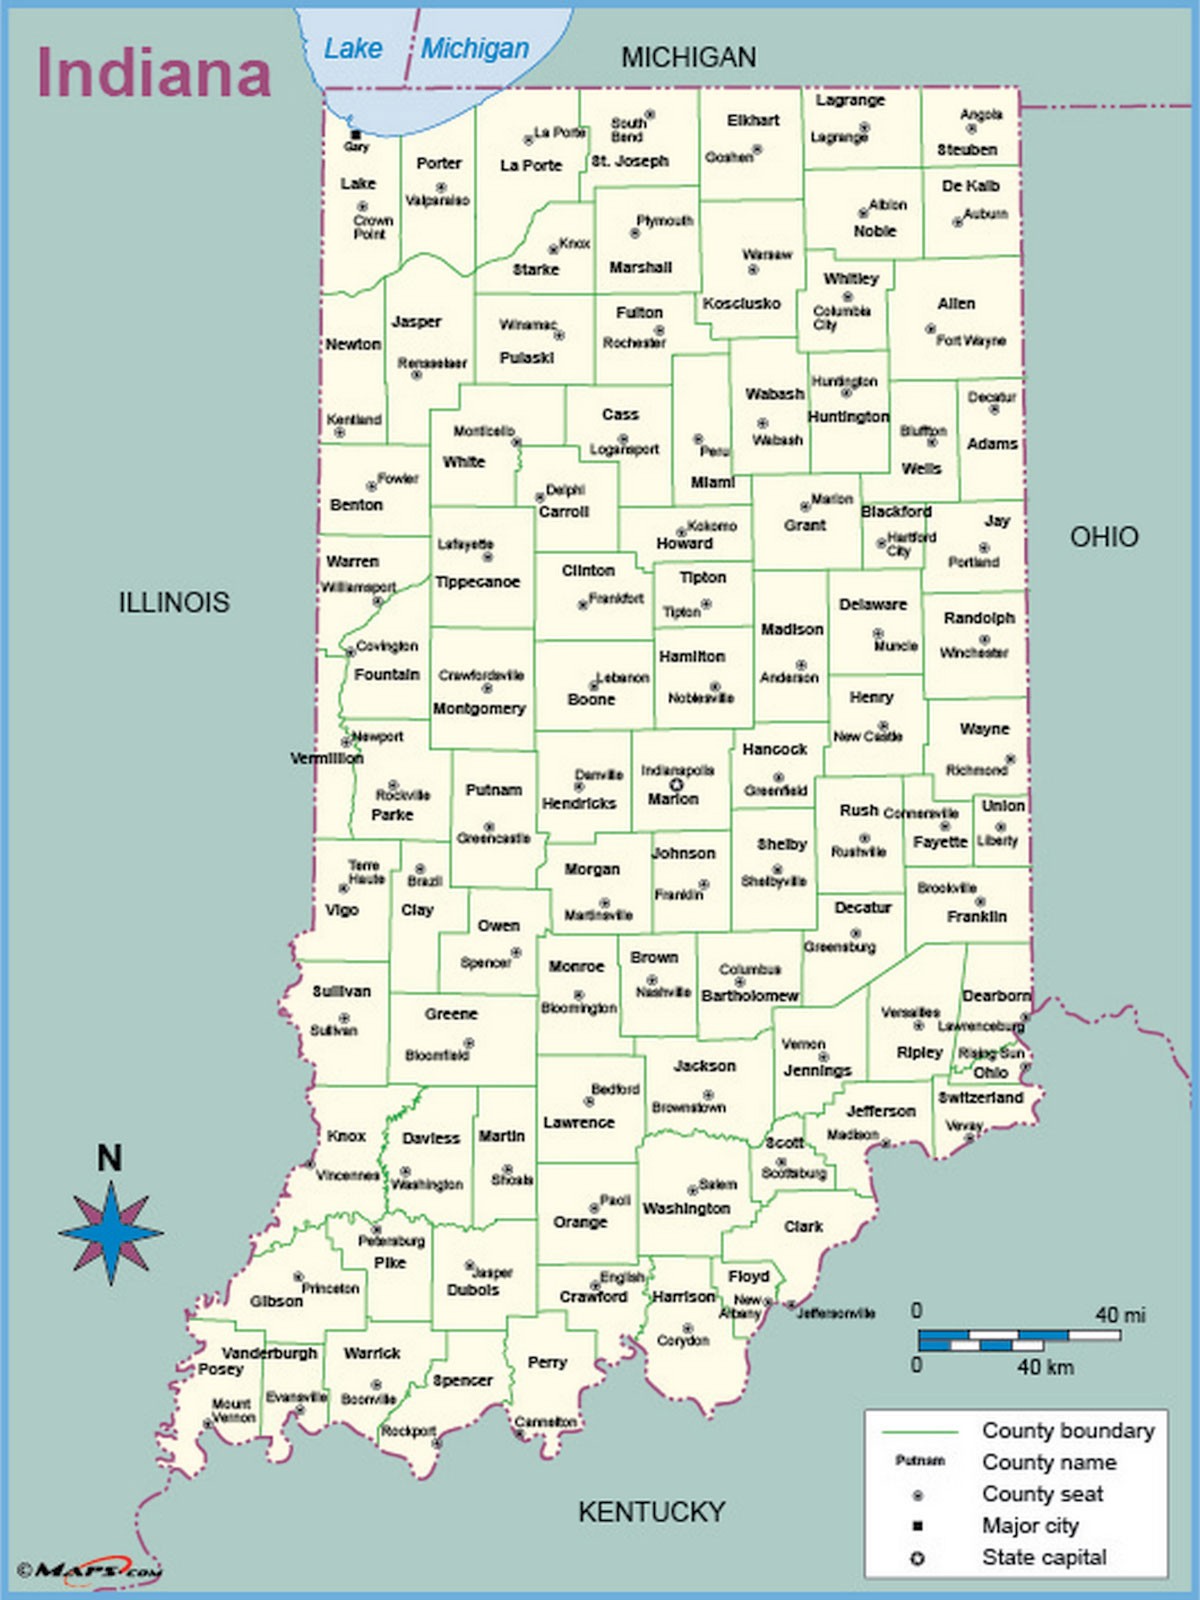 Indiana
Lake Michigan
MICHIGAN
Gary
Lake
Crown
Point
Porter
Valparaiso
La Porte
La Porte
South
Bend
St. Joseph
Elkhart
Goshen
Lagrange
Lagrange
Angola
Steuben
De Kalb
Auburn
Albion
Noble
Plymouth
Marshall
Knox
Starke
Warsaw
Kosciusko
Whitley
Columbia
City
Allen
Fort Wayne
Newton
Kentland
Jasper
Rensselaer
Winamac
Pulaski
Fulton
Rochester
Wabash
Wabash
Huntington
Huntington
Decatur
Adams
Bluffton
Wells
Cass
Logansport
Peru
Miami
Monticello
White
Fowler
Benton
Delphi
Carroll
Marion
Grant
Blackford
Hartford
City
Jay
Portland
OHIO
Kokomo
Howard
Lafayette
Tippecanoe
Warren
Williamsport
Clinton
Frankfort
Tipton
Tipton
Madison
Anderson
Delaware
Muncie
Randolph
Winchester
ILLINOIS
Covington
Fountain
Crawfordsville
Montgomery
Lebanon
Boone
Hamilton
Noblesville
Henry
New Castle
Wayne
Richmond
Newport
Vermillion
Rockville
Parke
Putnam
Greencastle
Danville
Hendricks
Indianapolis
Marion
Hancock
Greenfield
Rush
Rushville
Connersville
Fayette
Union
Liberty
Terre
Haute
Vigo
Brazil
Clay
Morgan
Martinsville
Johnson
Franklin
Shelby
Shelbyville
Decatur
Greensburg
Brookville
Franklin
Owen
Spencer
Monroe
Bloomington
Brown
Nashville
Columbus
Bartholomew
Sullivan
Sullivan
Greene
Bloomfield
Dearborn
Lawrenceburg
Versailles
Ripley
Rising Sun
Ohio
Vernon
Jennings
Jackson
Brownstown
Bedford
Lawrence
Switzerland
Vevay
Jefferson
Madison
Scott
Scottsburg
Knox
Vincennes
Daviess
Washington
Martin
Shoals
Paoli
Orange
Salem
Washington
Clark
Petersburg
Pike
Jasper
Dubois
Princeton
Gibson
English
Crawford
Harrison
Corydon
Floyd
New
Albany
Jeffersonville
Vanderburgh
Evansville
Posey
Mount
Vernon
Warrick
Boonville
Spencer
Rockport
Perry
Cannelton
KENTUCKY
N
0 40 mi
0 40 km
County boundary
Putnam County name
County seat
Major city
State capital
©MAPS.COM